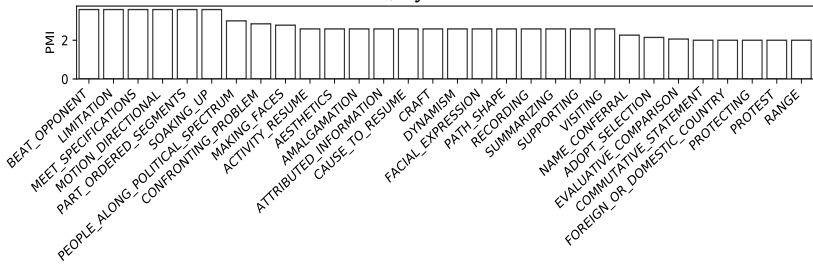 PMI
2
0
BEAT_OPPONENT
LIMITATION
MEET_SPECIFICATIONS
MOTION_DIRECTIONAL
PART_ORDERED_SEGMENTS
SOAKING_UP
PEOPLE_ALONG_POLITICAL_SPECTRUM
CONFRONTING_PROBLEM
MAKING_FACES
ACTIVITY_RESUME
AESTHETICS
AMALGAMATION
ATTRIBUTED_INFORMATION
CAUSE_TO_RESUME
CRAFT
DYNAMISM
FACIAL_EXPRESSION
PATH_SHAPE
RECORDING
SUMMARIZING
SUPPORTING
VISITING
NAME_CONFERRAL
ADOPT_SELECTION
EVALUATIVE_COMPARISON
COMMUTATIVE_STATEMENT
FOREIGN_OR_DOMESTIC_COUNTRY
PROTECTING
PROTEST
RANGE